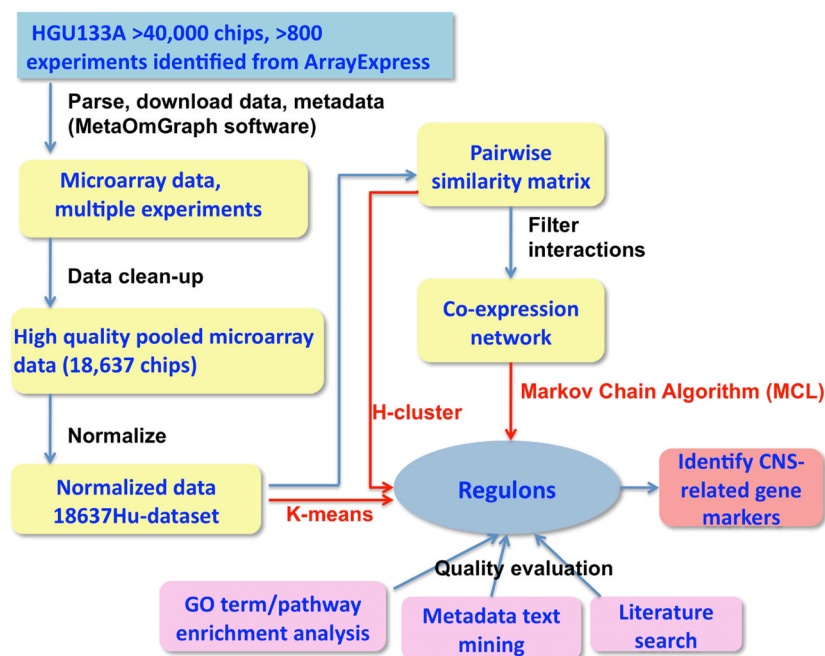 HGU133A >40,000 chips, >800
experiments identified from ArrayExpress
Parse, download data, metadata
(MetaOmGraph software)
Microarray data,
multiple experiments
Data clean-up
High quality pooled microarray
data (18,637 chips)
Normalize
Normalized data
18637Hu-dataset
Pairwise
similarity matrix
Filter
interactions
Co-expression
network
Markov Chain Algorithm (MCL)
H-cluster
K-means
Regulons
Identify CNS-
related gene
markers
Quality evaluation
GO term/pathway
enrichment analysis
Metadata text
mining
Literature
search